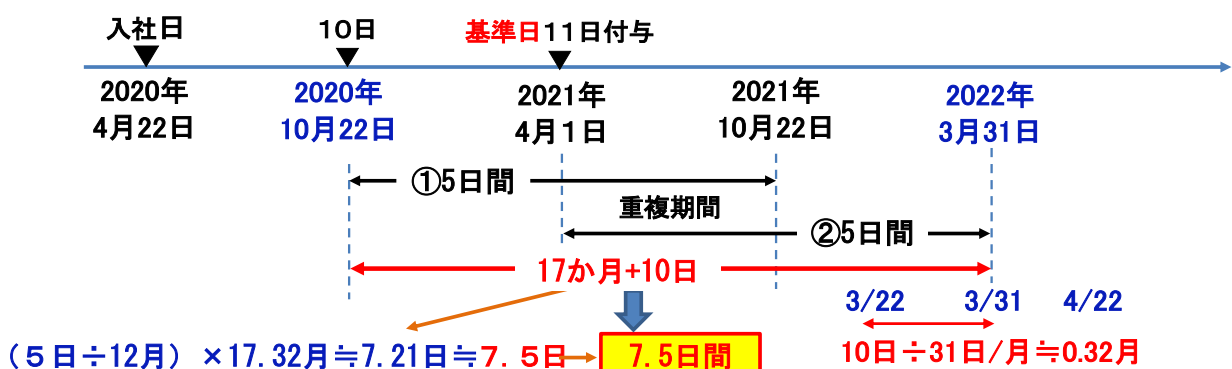 入社日
10日
基準日11日付与
2020年
4月22日
2020年
10月22日
2021年
4月1日
2021年
10月22日
2022年
3月31日
①5日間
重複期間
②5日間
17か月+10日
3/22 3/31 4/22
(5日÷12月) ×17.32月≒7.21日≒7.5日
7.5日間
10日÷31日/月≒0.32月